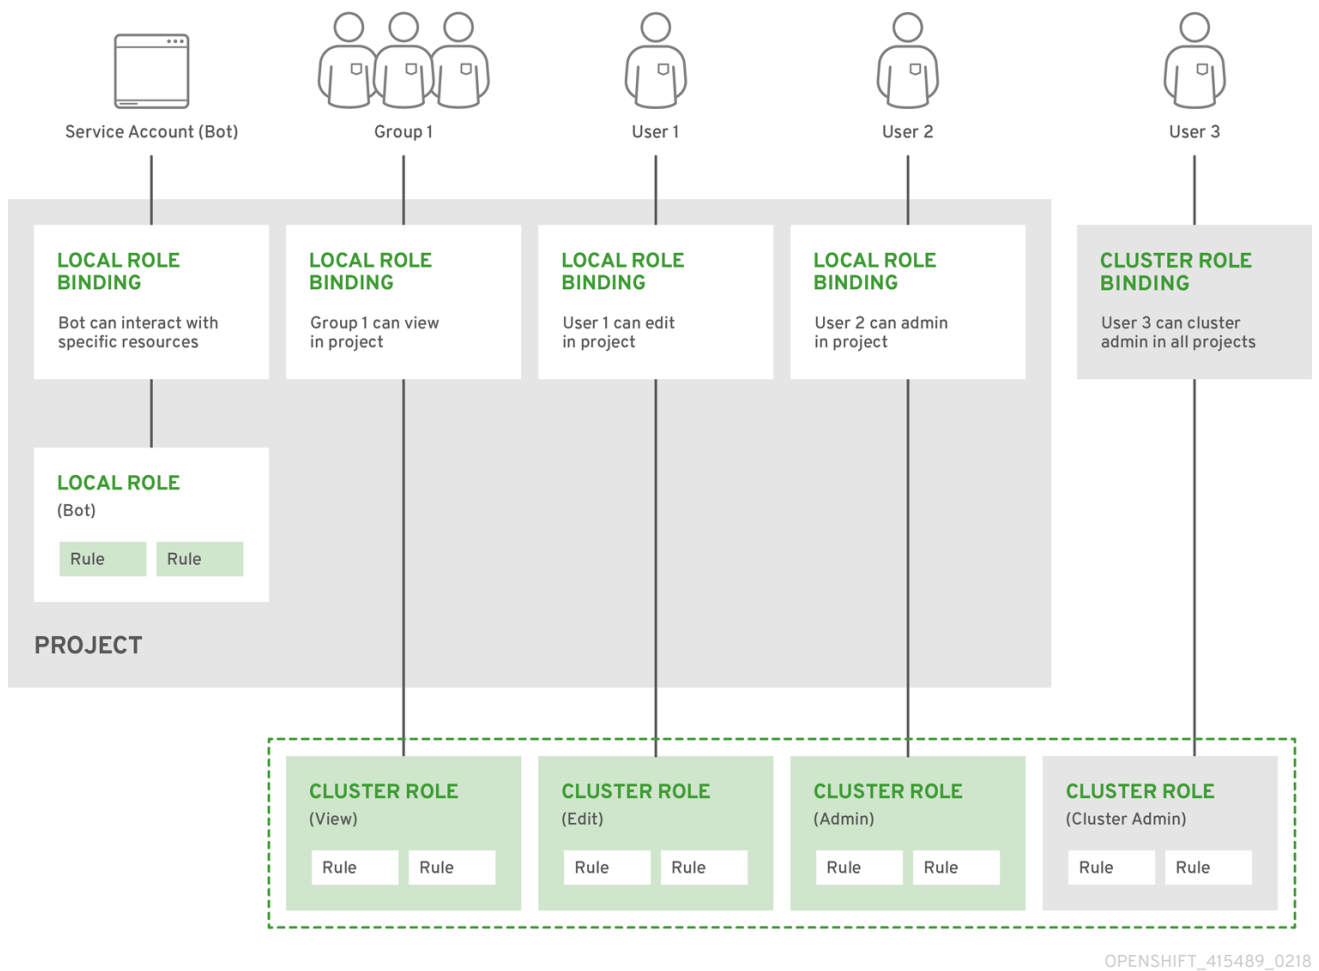 Service Account (Bot)
Group 1
User 1
User 2
User 3
LOCAL ROLE
BINDING
Bot can interact with
specific resources
LOCAL ROLE
BINDING
Group 1 can view
in project
LOCAL ROLE
BINDING
User 1 can edit
in project
LOCAL ROLE
BINDING
User 2 can admin
in project
CLUSTER ROLE
BINDING
User 3 can cluster
admin in all projects
LOCAL ROLE
(Bot)
Rule
Rule
PROJECT
CLUSTER ROLE
(View)
Rule
Rule
CLUSTER ROLE
(Edit)
Rule
Rule
CLUSTER ROLE
(Admin)
Rule
Rule
CLUSTER ROLE
(Cluster Admin)
Rule
Rule
OPENSHIFT_415489_0218